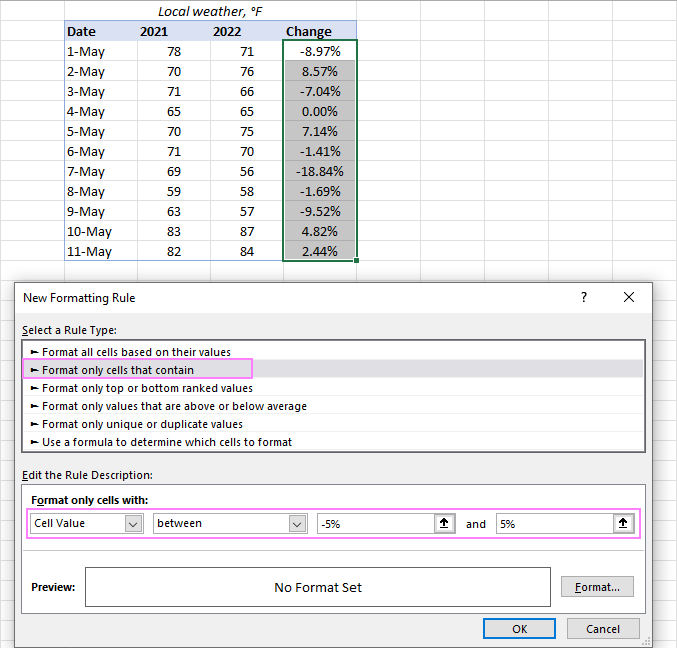 Local weather, °F
Date 2021 2022 Change
1-May 78 71 -8.97%
2-May 70 76 8.57%
3-May 71 66 -7.04%
4-May 65 65 0.00%
5-May 70 75 7.14%
6-May 71 70 -1.41%
7-May 69 56 -18.84%
8-May 59 58 -1.69%
9-May 63 57 -9.52%
10-May 83 87 4.82%
11-May 82 84 2.44%
New Formatting Rule ?
Select a Rule Type:
► Format all cells based on their values
► Format only cells that contain
► Format only top or bottom ranked values
► Format only values that are above or below average
► Format only unique or duplicate values
► Use a formula to determine which cells to format
Edit the Rule Description:
Format only cells with:
Cell Value between -5% and 5%
Preview: No Format Set Format...
OK Cancel